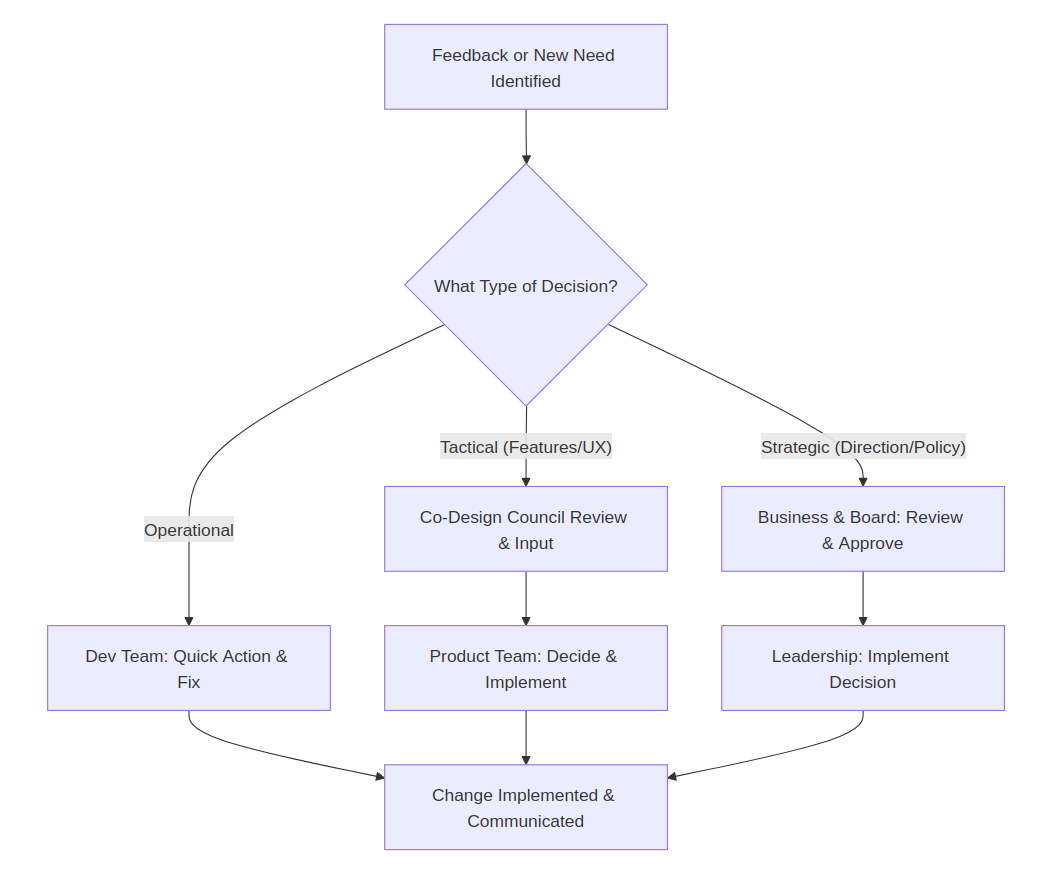 Feedback or New Need
Identified
What Type of Decision?
Tactical (Features/UX)
Strategic (Direction/Policy)
Co-Design Council Review
& Input
Business & Board: Review
& Approve
Operational
Dev Team: Quick Action &
Fix
Product Team: Decide &
Implement
Leadership: Implement
Decision
Change Implemented &
Communicated